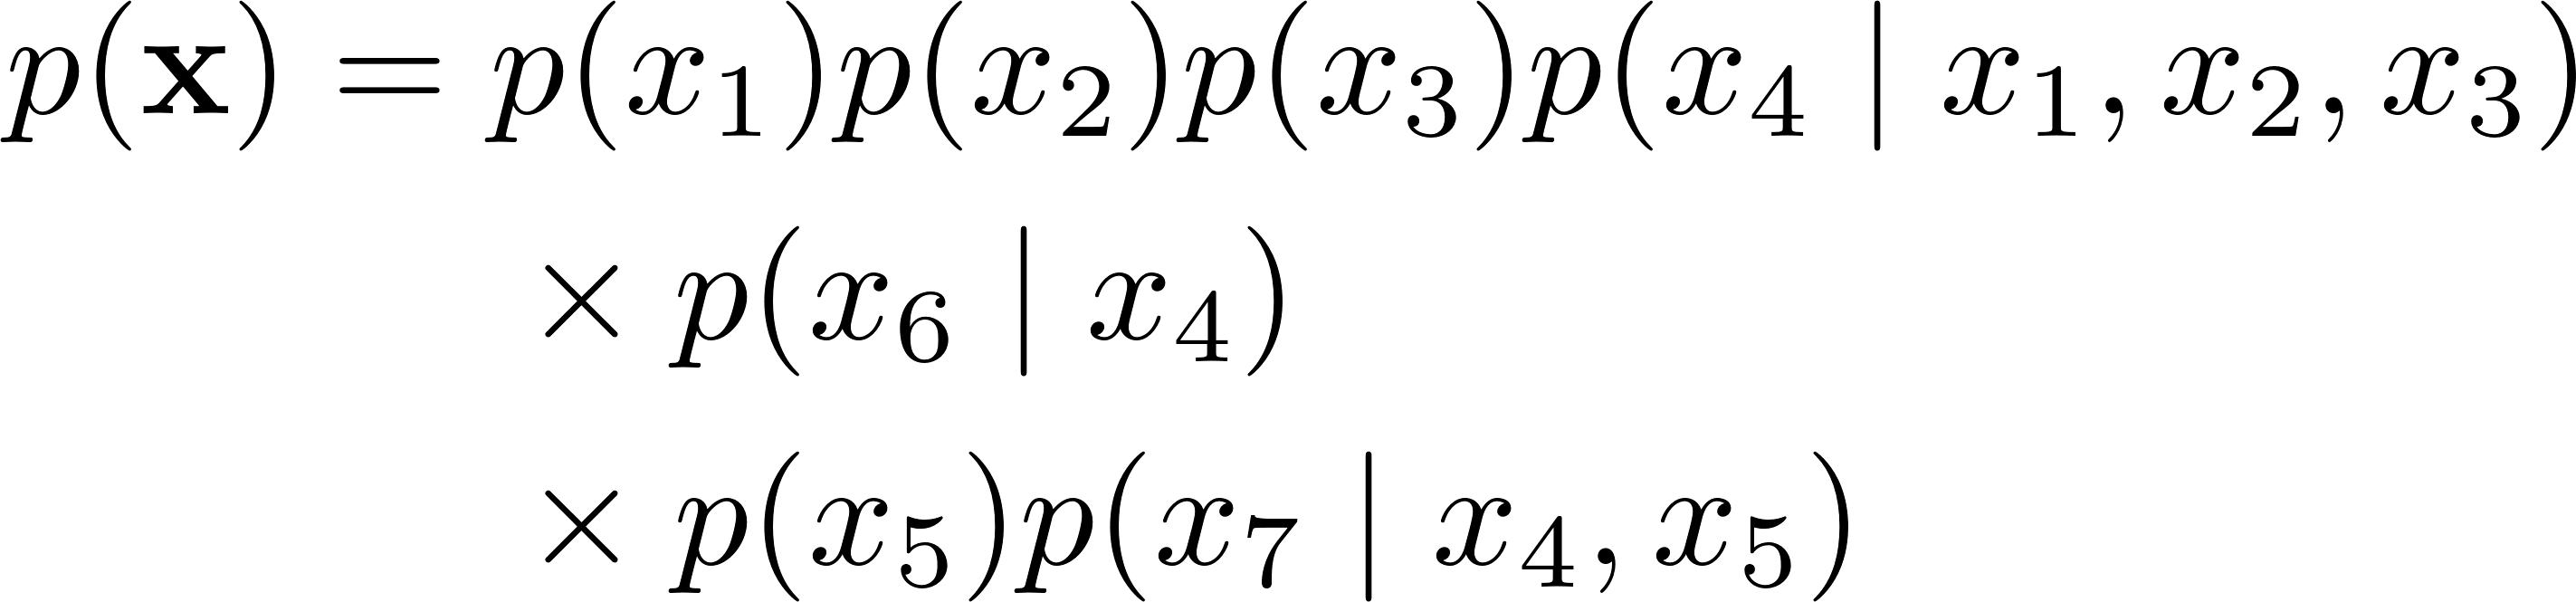 p(𝐱) = p(x₁)p(x₂)p(x₃)p(x₄ | x₁, x₂, x₃)
× p(x₆ | x₄)
× p(x₅)p(x₇ | x₄, x₅)